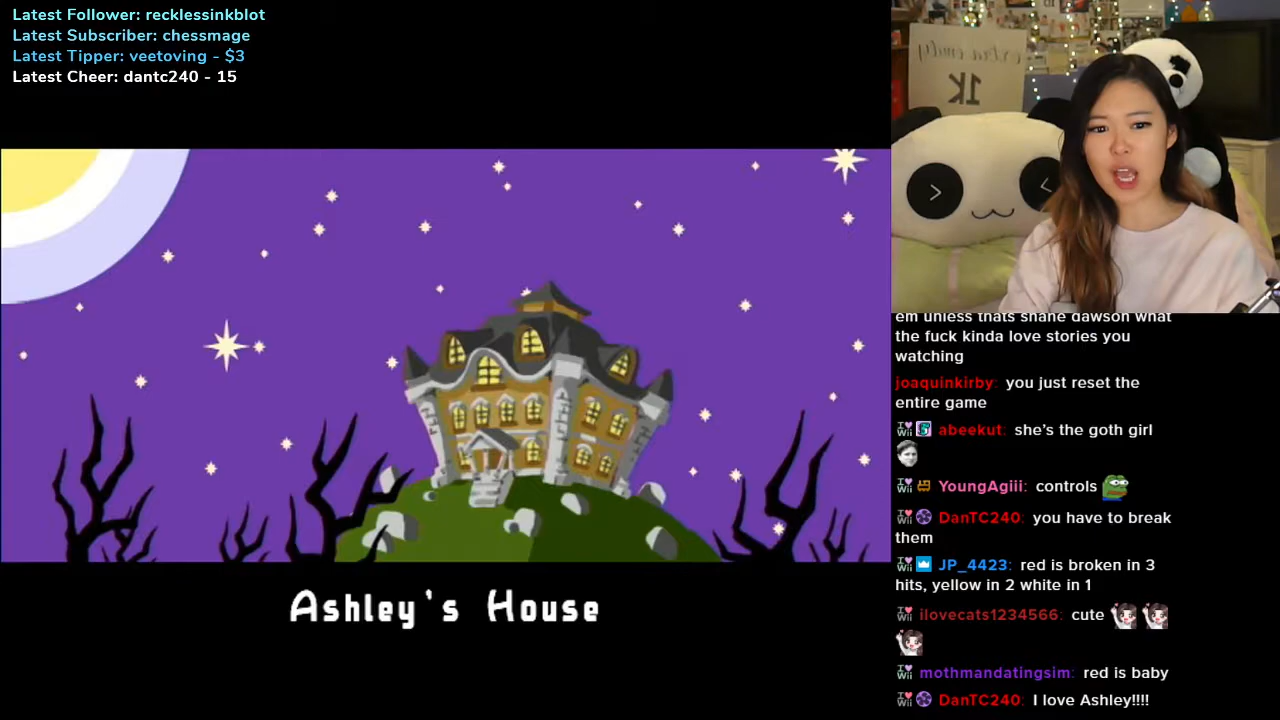 Latest Follower: recklessinkblot
Latest Subscriber: chessmage
Latest Tipper: veetoving - $3
Latest Cheer: dantc240 - 15
extra emily
1K
Ashley's House
em unless thats shane dawson what
the fuck kinda love stories you
watching
joaquinkirby: you just reset the
entire game
abeekut: she's the goth girl
YoungAgiii: controls
DanTC240: you have to break
them
JP_4423: red is broken in 3
hits, yellow in 2 white in 1
ilovecats1234566: cute
mothmandatingsim: red is baby
DanTC240: I love Ashley!!!!